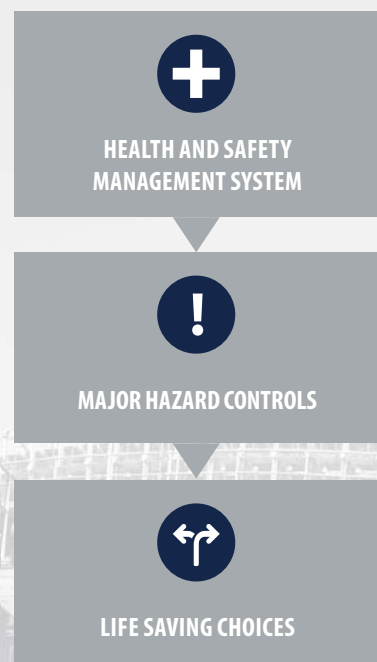 HEALTH AND SAFETY
MANAGEMENT SYSTEM
!
MAJOR HAZARD CONTROLS
LIFE SAVING CHOICES